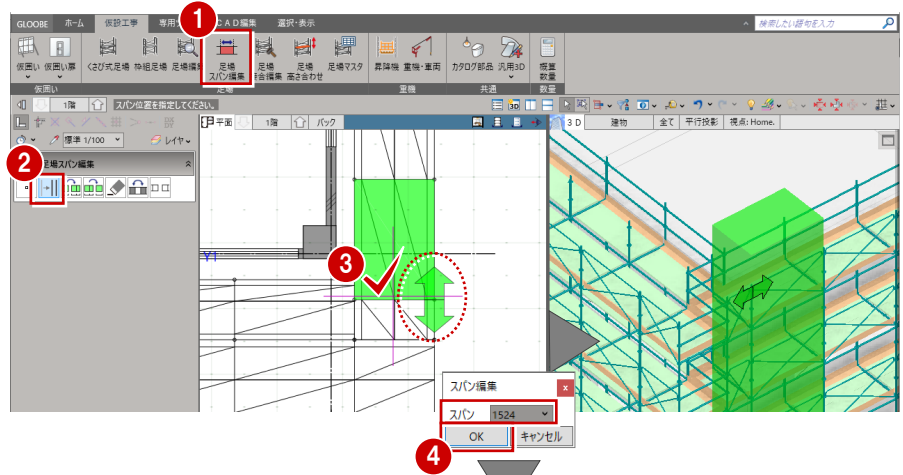 GLOOBE ホーム 仮設工事 専用 CAD編集 選択・表示 検索したい語句を入力
1
仮囲い 仮囲い扉 くさび式足場 枠組足場 足場編集 足場 スパン編集 足場 割合編集 足場 高さ合わせ 足場マスタ 昇降機 重機・車両 カタログ部品 汎用3D 概算 数量
仮囲い 足場 重機 共通 数量
1階 スパン位置を指定してください。
平面 1階 バック 3D 建物 全て 平行投影 視点: Home.
標準 1/100 レイヤ
2
足場スパン編集
Y1
3
スパン編集 x
スパン 1524
OK キャンセル
4